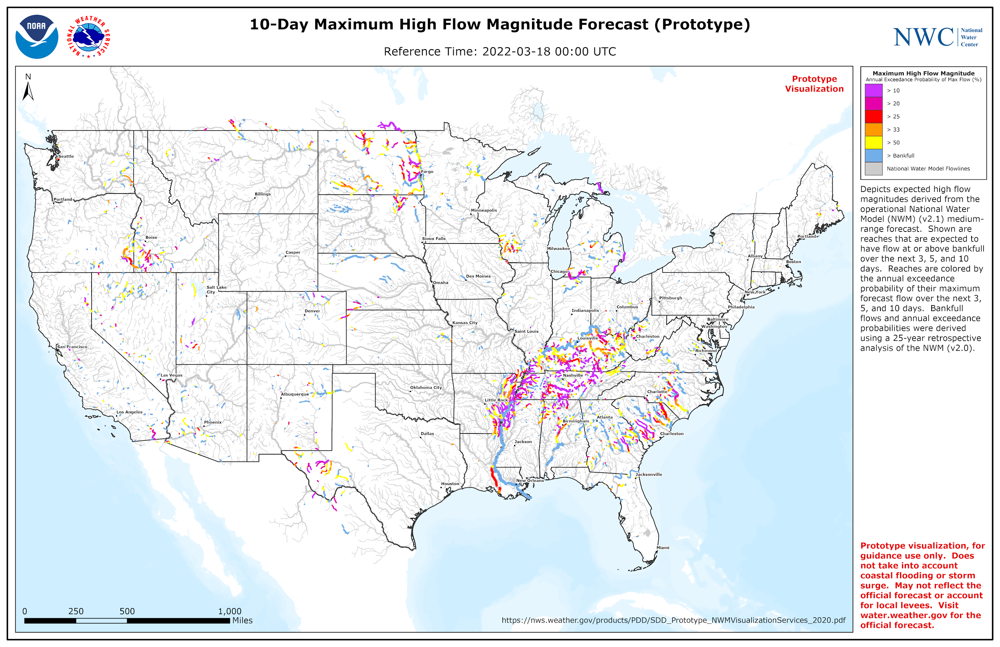 NOAA
NATIONAL WEATHER SERVICE
10-Day Maximum High Flow Magnitude Forecast (Prototype)
Reference Time: 2022-03-18 00:00 UTC
NWC
National
Water
Center
N
Prototype
Visualization
Seattle
Fargo
Portland
Billings
Minneapolis
Boise
Sioux Falls
Portland
Casper
Milwaukee
Albany
Boston
Chicago
Des Moines
Salt Lake
City
Omaha
New York
Pittsburgh
Denver
Indianapolis
Columbus
Philadelphia
Kansas City
Baltimore
Washington
Saint Louis
Louisville
Charleston
San Francisco
Richmond
Las Vegas
Nashville
Oklahoma City
Albuquerque
Charlotte
Little Rock
Los Angeles
Phoenix
Birmingham
Atlanta
Dallas
Charleston
Jackson
Jacksonville
New Orleans
Houston
Miami
0
250
500
1,000
Miles
https://nws.weather.gov/products/PDD/SDD_Prototype_NWMVisualizationServices_2020.pdf
Maximum High Flow Magnitude
Annual Exceedance Probability of Max Flow (%)
> 10
> 20
> 25
> 33
> 50
> Bankfull
National Water Model Flowlines
Depicts expected high flow
magnitudes derived from the
operational National Water
Model (NWM) (v2.1) medium-
range forecast.  Shown are
reaches that are expected to
have flow at or above bankfull
over the next 3, 5, and 10
days.  Reaches are colored by
the annual exceedance
probability of their maximum
forecast flow over the next 3,
5, and 10 days.  Bankfull
flows and annual exceedance
probabilities were derived
using a 25-year retrospective
analysis of the NWM (v2.0).
Prototype visualization, for
guidance use only.  Does
not take into account
coastal flooding or storm
surge.  May not reflect the
official forecast or account
for local levees.  Visit
water.weather.gov for the
official forecast.